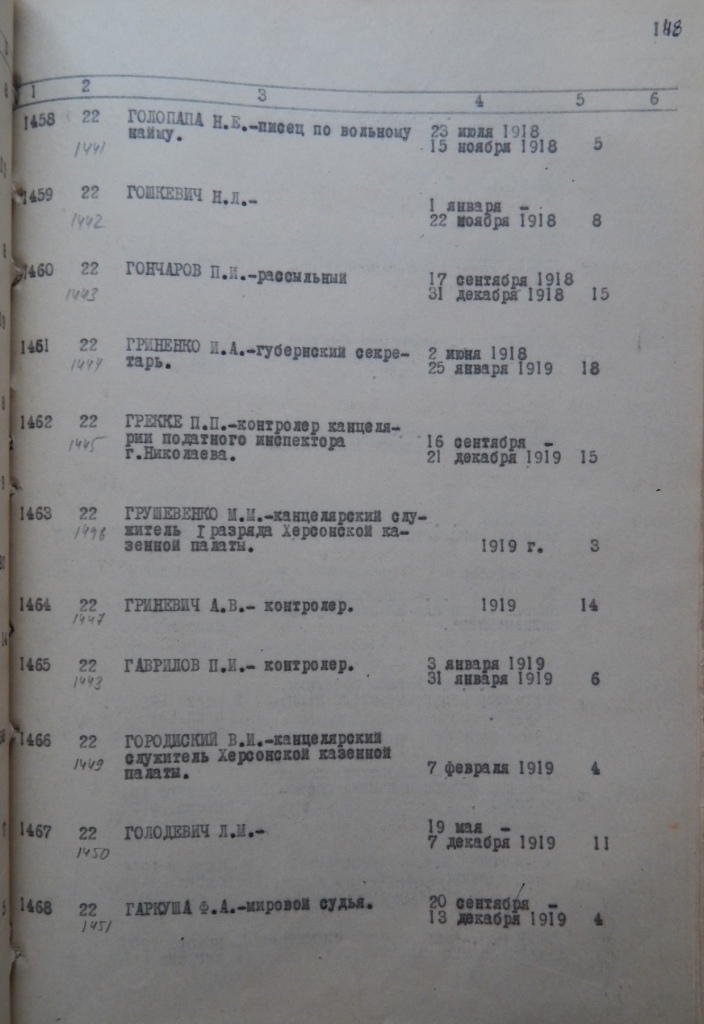 148
1 2 3 4 5 6
1458 22 ГОЛОПАПА Н.Е.-писец по вольному 23 июля 1918
1441 найму. 15 ноября 1918 5
1459 22 ГОШКЕВИЧ Н.Л.- 1 января -
1442 22 ноября 1918 8
1460 22 ГОНЧАРОВ П.И.-рассыльный 17 сентября 1918
1443 31 декабря 1918 15
1461 22 ГРИНЕНКО И.А.-губернский секре- 2 июня 1918
1444 тарь. 25 января 1919 18
1462 22 ГРЕККЕ П.П.-контролер канцеля-
1445 рии податного инспектора 16 сентября -
г.Николаева. 21 декабря 1919 15
1463 22 ГРУШЕВЕНКО М.М.-канцелярский слу-
1446 житель I разряда Херсонской ка-
зенной палаты. 1919 г. 3
1464 22 ГРИНЕВИЧ А.В.- контролер. 1919 14
1447
1465 22 ГАВРИЛОВ П.И.- контролер. 3 января 1919
1443 31 января 1919 6
1466 22 ГОРОДИСКИЙ В.И.-канцелярский
1449 служитель Херсонской казенной
палаты. 7 февраля 1919 4
1467 22 ГОЛОДЕВИЧ Л.М.- 19 мая -
1450 7 декабря 1919 11
1468 22 ГАРКУША Ф.А.-мировой судья. 20 сентября -
1451 13 декабря 1919 4